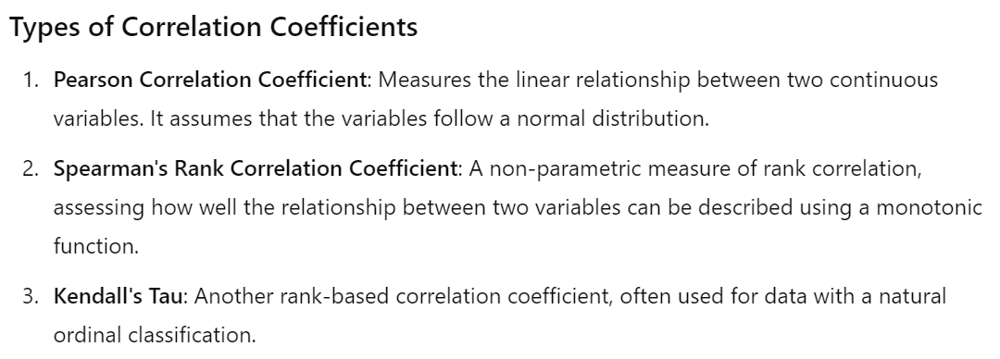 Types of Correlation Coefficients
1. Pearson Correlation Coefficient: Measures the linear relationship between two continuous
variables. It assumes that the variables follow a normal distribution.
2. Spearman's Rank Correlation Coefficient: A non-parametric measure of rank correlation,
assessing how well the relationship between two variables can be described using a monotonic
function.
3. Kendall's Tau: Another rank-based correlation coefficient, often used for data with a natural
ordinal classification.